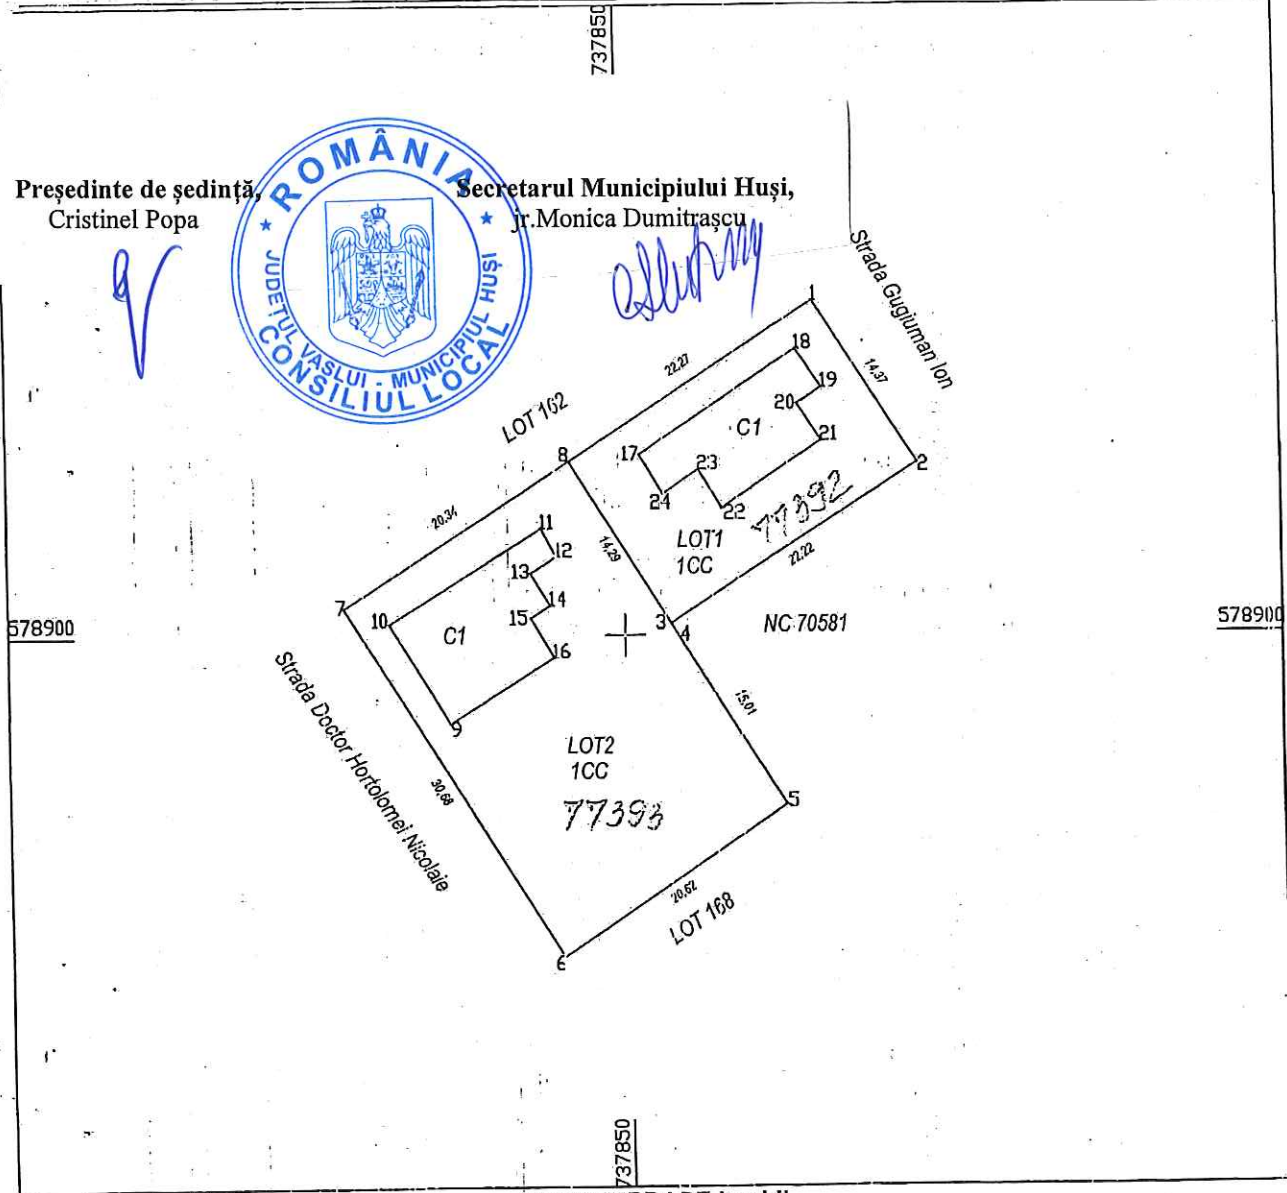 737850
Președinte de ședință,
Cristinel Popa
ROMÂNIA
JUDEȚUL VASLUI - MUNICIPIUL HUȘI
CONSILIUL LOCAL
Secretarul Municipiului Huși,
jr.Monica Dumitrașcu
Strada Gugiuman Ion
1
22,27
14,37
18
19
20
21
C1
17
23
24
22
2
LOT 162
8
77392
LOT1
1CC
22,22
20,34
14,29
11
12
13
14
15
16
10
C1
9
7
3
4
NC 70581
578900
578900
Strada Doctor Hortolomei Nicolaie
15,01
LOT2
1CC
77393
30,68
5
20,62
LOT 168
6
737850